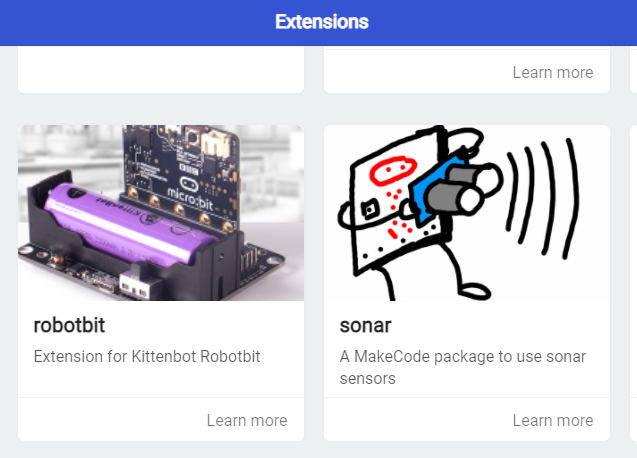 Extensions
Learn more
micro:bit
robotbit
Extension for Kittenbot Robotbit
Learn more
sonar
A MakeCode package to use sonar
sensors
Learn more